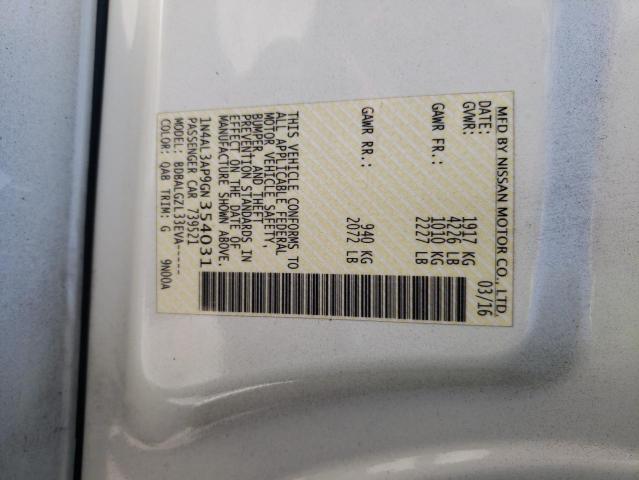 MFD BY NISSAN MOTOR CO., LTD.
DATE: 03/16
GVWR: 1917 KG
4226 LB
GAWR FR: 1010 KG
2227 LB
GAWR RR: 940 KG
2072 LB
THIS VEHICLE CONFORMS TO
ALL APPLICABLE FEDERAL
MOTOR VEHICLE SAFETY,
BUMPER, AND THEFT
PREVENTION STANDARDS IN
EFFECT ON THE DATE OF
MANUFACTURE SHOWN ABOVE.
1N4AL3AP9GN354031
PASSENGER CAR 739521
MODEL: BDBALGZL33EVA-----
COLOR: QAB TRIM: G 9N00A